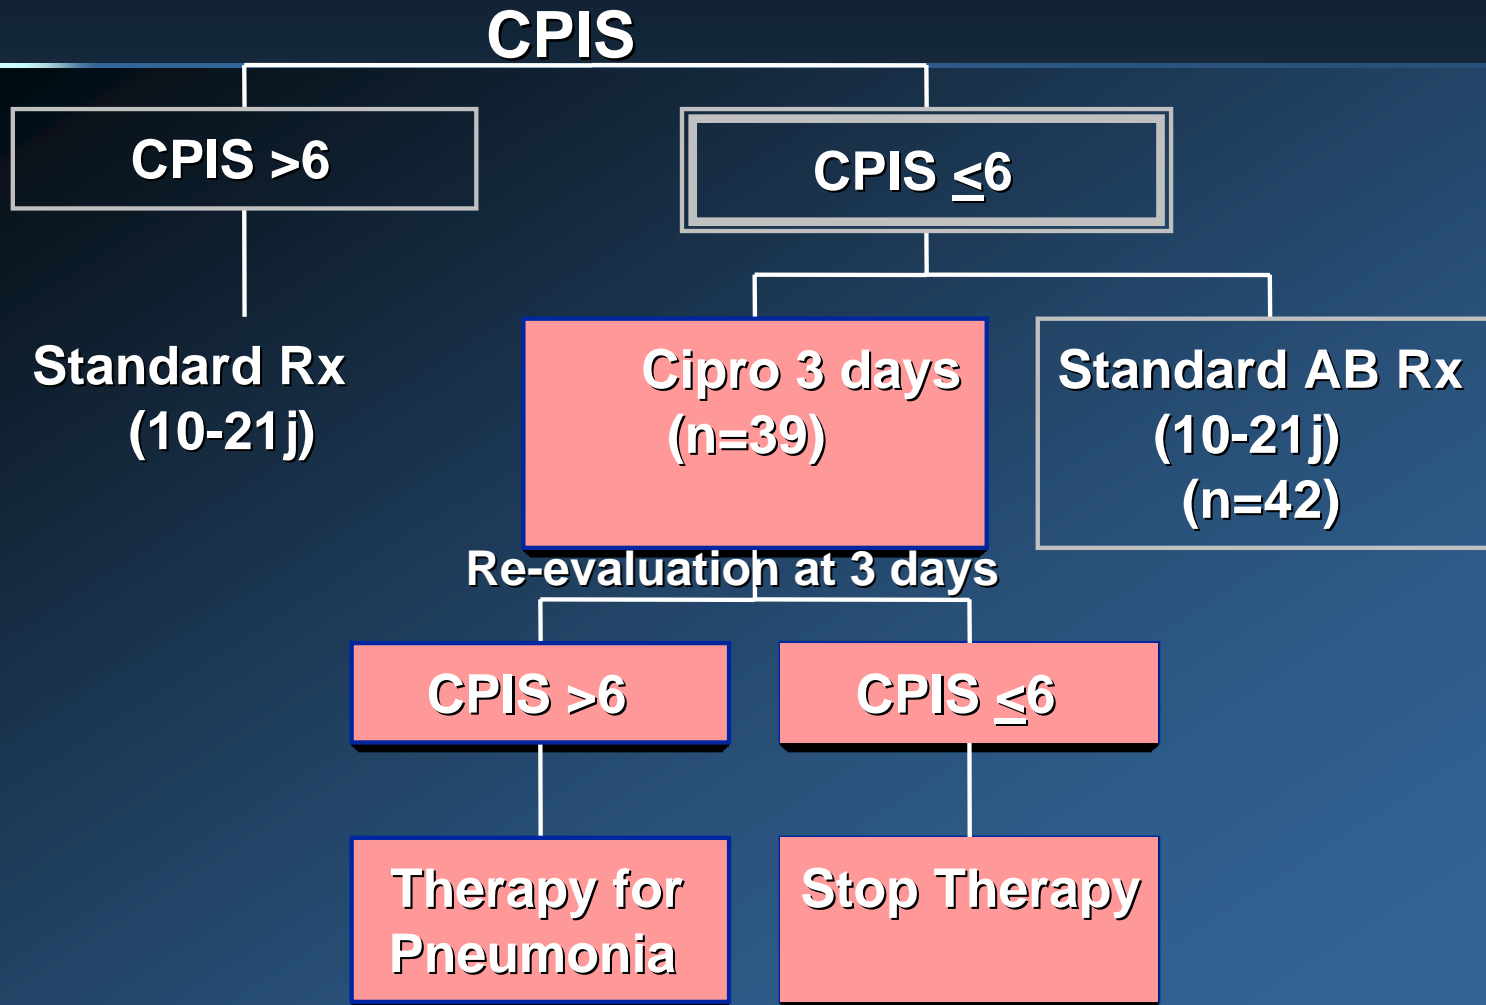 CPIS
CPIS >6
CPIS ≤6
Standard Rx
(10-21j)
Cipro 3 days
(n=39)
Standard AB Rx
(10-21j)
(n=42)
Re-evaluation at 3 days
CPIS >6
CPIS ≤6
Therapy for
Pneumonia
Stop Therapy